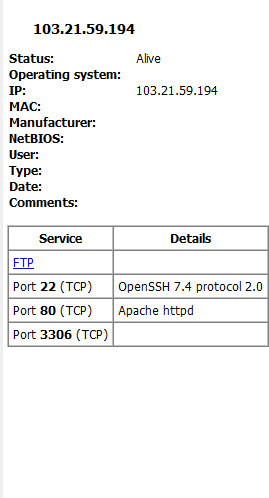 103.21.59.194
Status: Alive
Operating system:
IP: 103.21.59.194
MAC:
Manufacturer:
NetBIOS:
User:
Type:
Date:
Comments:
Service Details
FTP
Port 22 (TCP) OpenSSH 7.4 protocol 2.0
Port 80 (TCP) Apache httpd
Port 3306 (TCP)